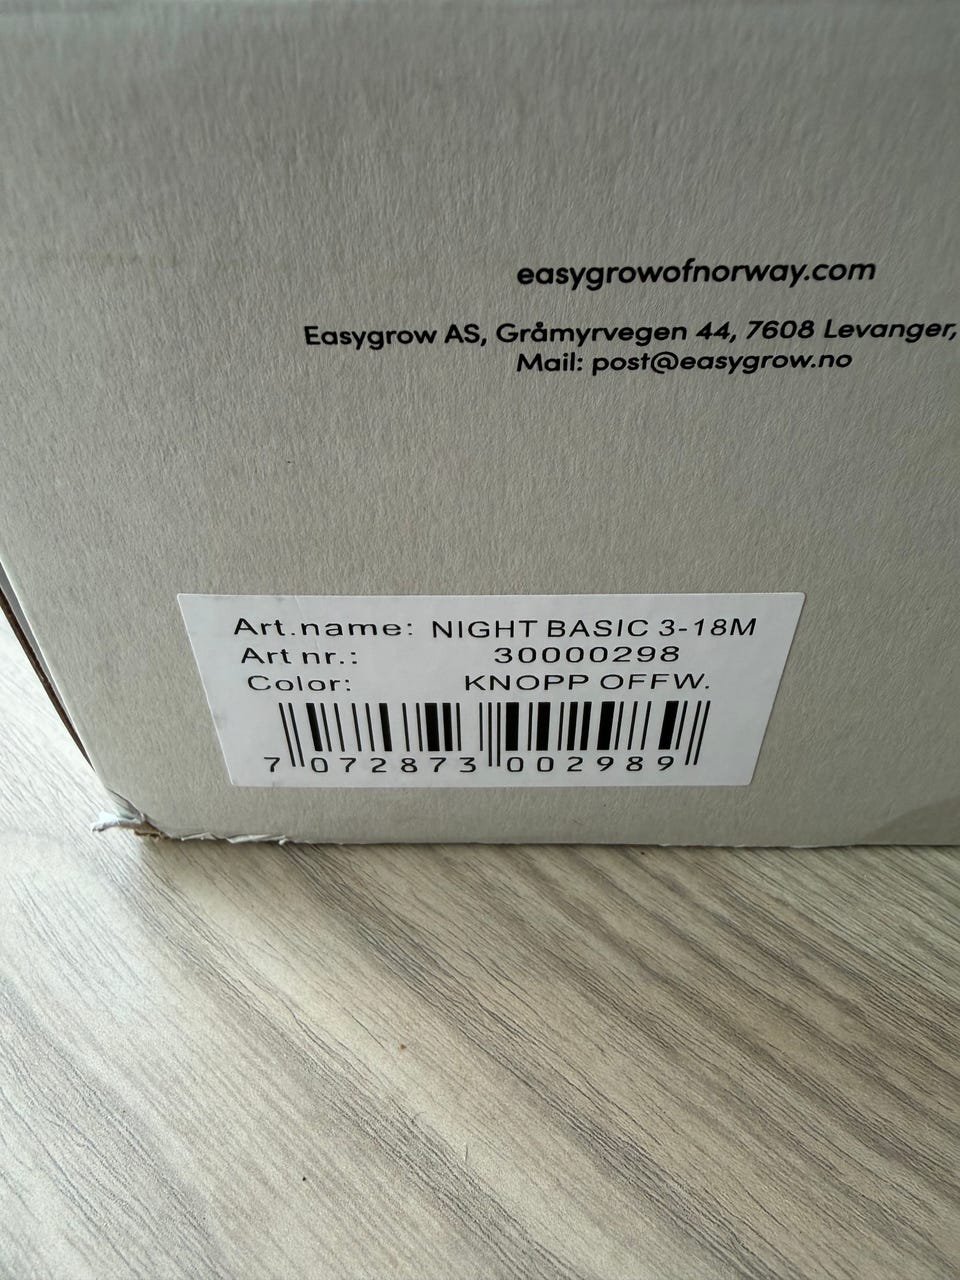 easygrowofnorway.com
Easygrow AS, Gråmyrvegen 44, 7608 Levanger,
Mail: post@easygrow.no
Art.name: NIGHT BASIC 3-18M
Art nr.: 30000298
Color: KNOPP OFFW.
7 072873 002989